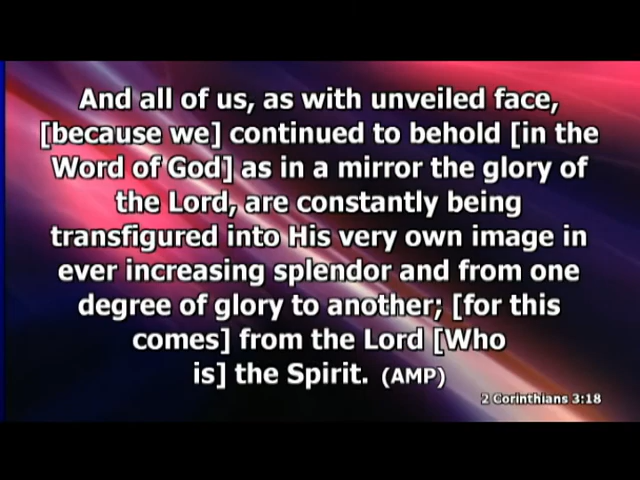 And all of us, as with unveiled face,
[because we] continued to behold [in the
Word of God] as in a mirror the glory of
the Lord, are constantly being
transfigured into His very own image in
ever increasing splendor and from one
degree of glory to another; [for this
comes] from the Lord [Who
is] the Spirit. (AMP)
2 Corinthians 3:18